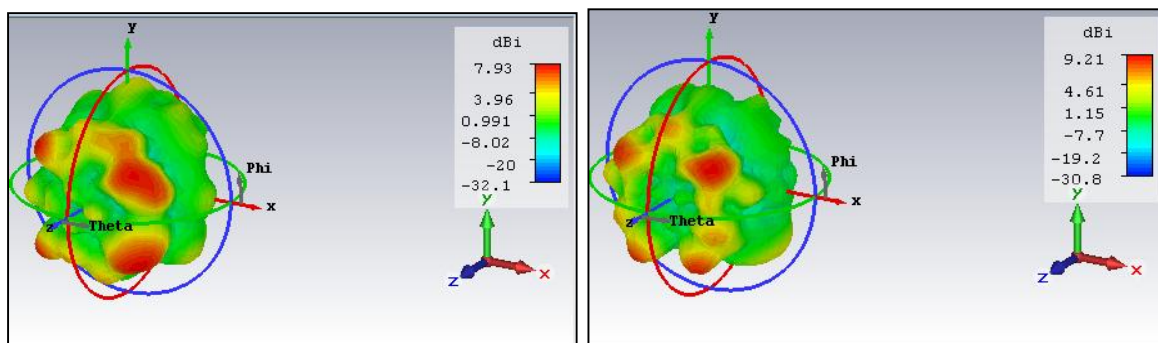 y
dBi
7.93
3.96
0.991
-8.02
-20
-32.1
Phi
x
z
Theta
y
x
z
y
dBi
9.21
4.61
1.15
-7.7
-19.2
-30.8
Phi
x
z
Theta
y
x
z